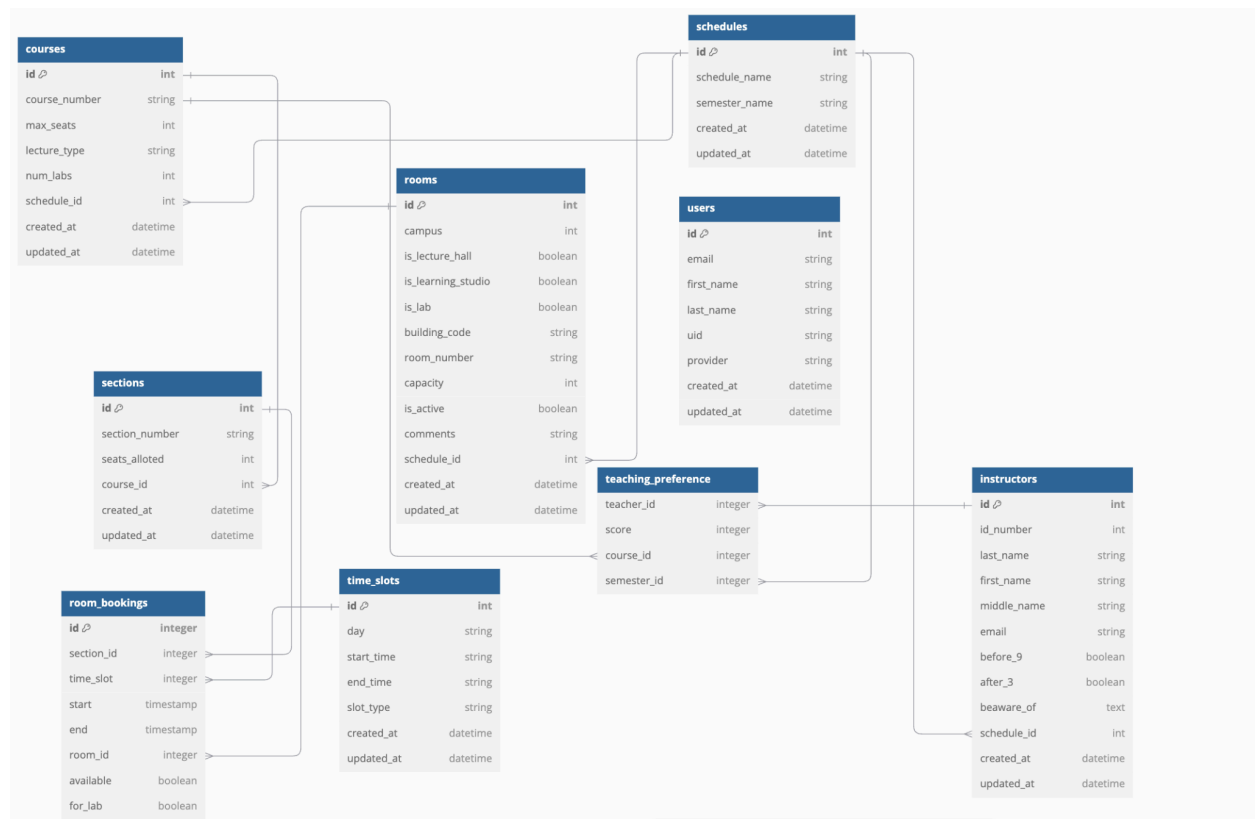 courses
id int
course_number string
max_seats int
lecture_type string
num_labs int
schedule_id int
created_at datetime
updated_at datetime
schedules
id int
schedule_name string
semester_name string
created_at datetime
updated_at datetime
rooms
id int
campus int
is_lecture_hall boolean
is_learning_studio boolean
is_lab boolean
building_code string
room_number string
capacity int
is_active boolean
comments string
schedule_id int
created_at datetime
updated_at datetime
users
id int
email string
first_name string
last_name string
uid string
provider string
created_at datetime
updated_at datetime
sections
id int
section_number string
seats_alloted int
course_id int
created_at datetime
updated_at datetime
teaching_preference
teacher_id integer
score integer
course_id integer
semester_id integer
instructors
id int
id_number int
last_name string
first_name string
middle_name string
email string
before_9 boolean
after_3 boolean
beaware_of text
schedule_id int
created_at datetime
updated_at datetime
room_bookings
id integer
section_id integer
time_slot integer
start timestamp
end timestamp
room_id integer
available boolean
for_lab boolean
time_slots
id int
day string
start_time string
end_time string
slot_type string
created_at datetime
updated_at datetime